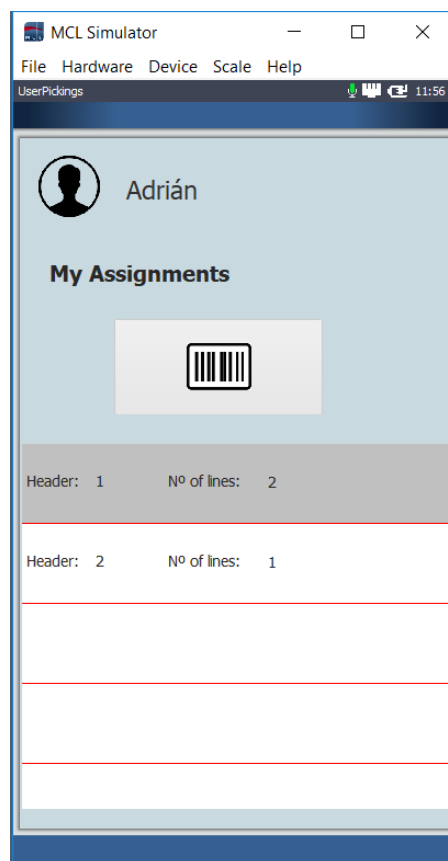 MCL Simulator
File Hardware Device Scale Help
UserPickings 11:56
Adrián
My Assignments
Header: 1 Nº of lines: 2
Header: 2 Nº of lines: 1